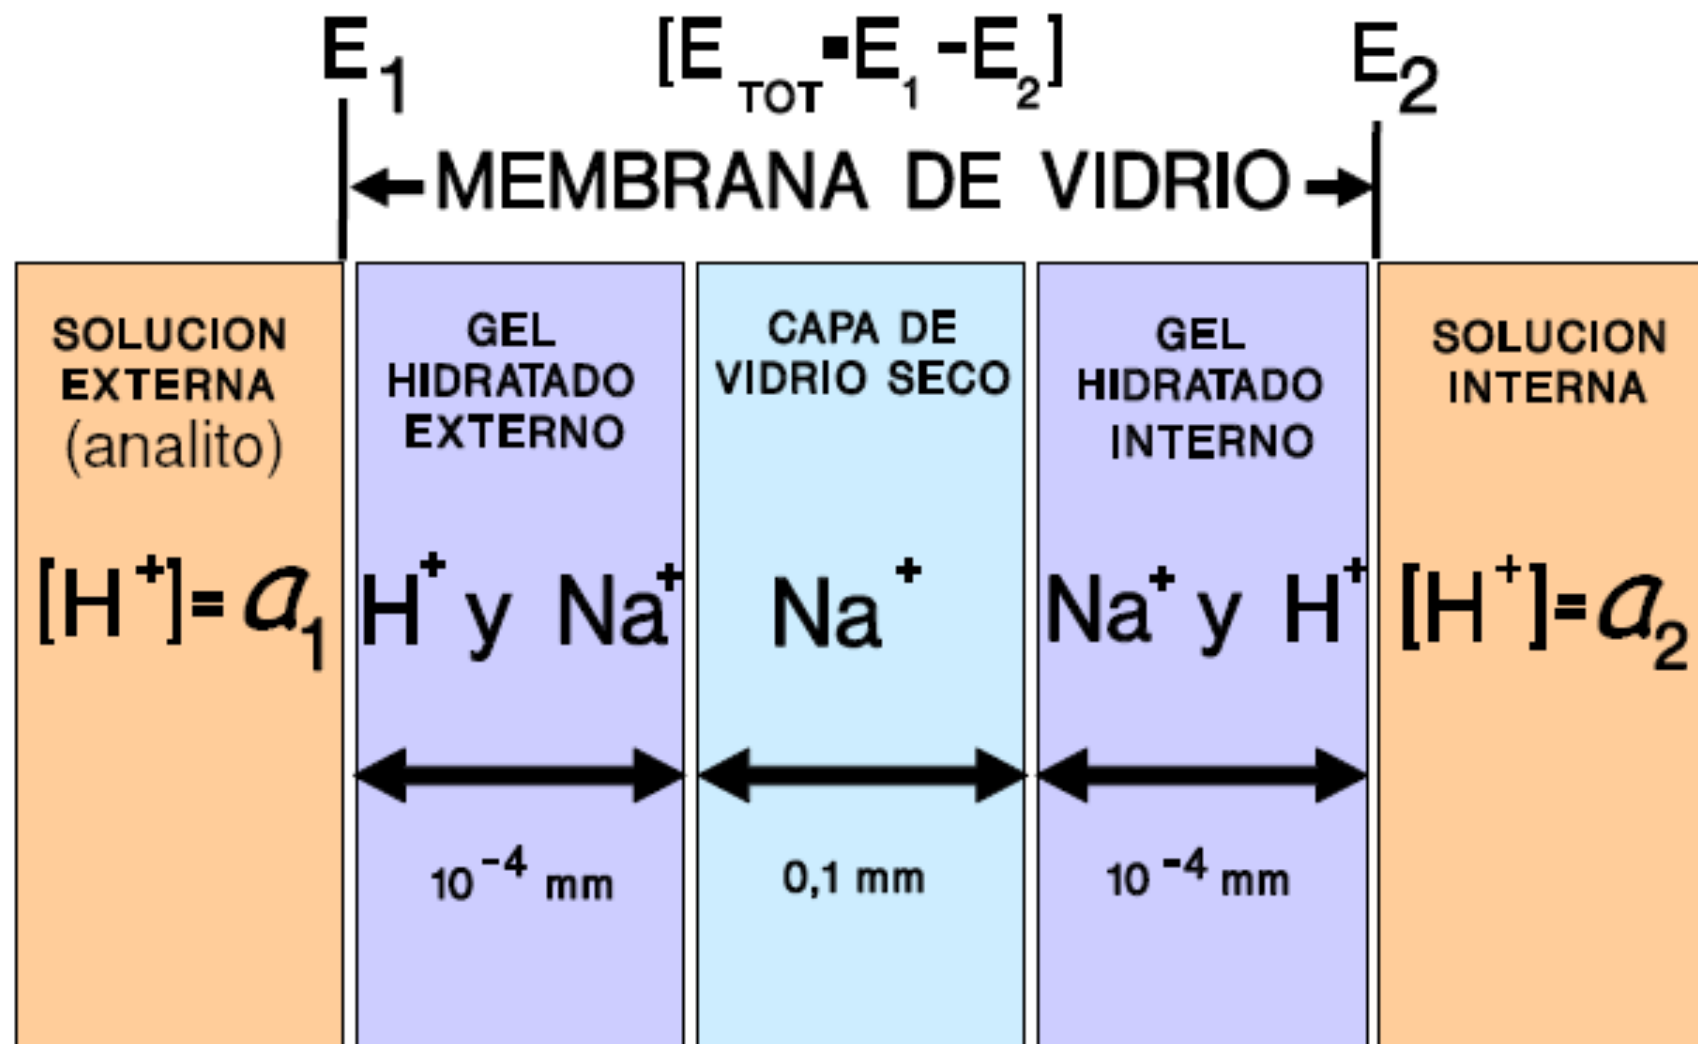 E₁
[E TOT ▪E₁ -E₂]
E₂
MEMBRANA DE VIDRIO
SOLUCION
EXTERNA
(analito)
[H⁺]=a₁
GEL
HIDRATADO
EXTERNO
H⁺ y Na⁺
10⁻⁴ mm
CAPA DE
VIDRIO SECO
Na⁺
0,1 mm
GEL
HIDRATADO
INTERNO
Na⁺ y H⁺
10⁻⁴ mm
SOLUCION
INTERNA
[H⁺]=a₂